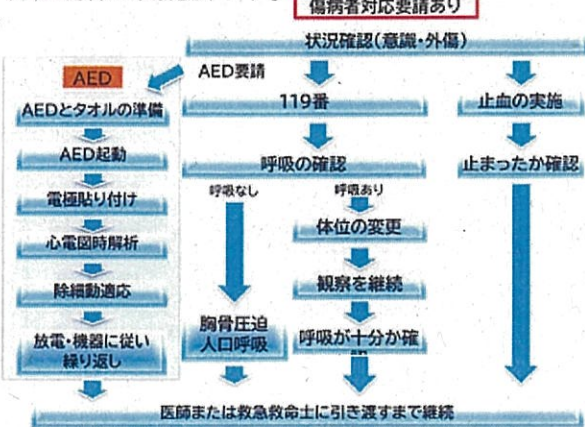 傷病者対応要請あり
状況確認(意識・外傷)
AED
AED要請
AEDとタオルの準備
119番
止血の実施
AED起動
呼吸の確認
止まったか確認
電極貼り付け
呼吸なし
呼吸あり
体位の変更
心電図時解析
観察を継続
除細動適応
胸骨圧迫
人口呼吸
呼吸が十分か確
放電・機器に従い
繰り返し
医師または救急救命士に引き渡すまで継続